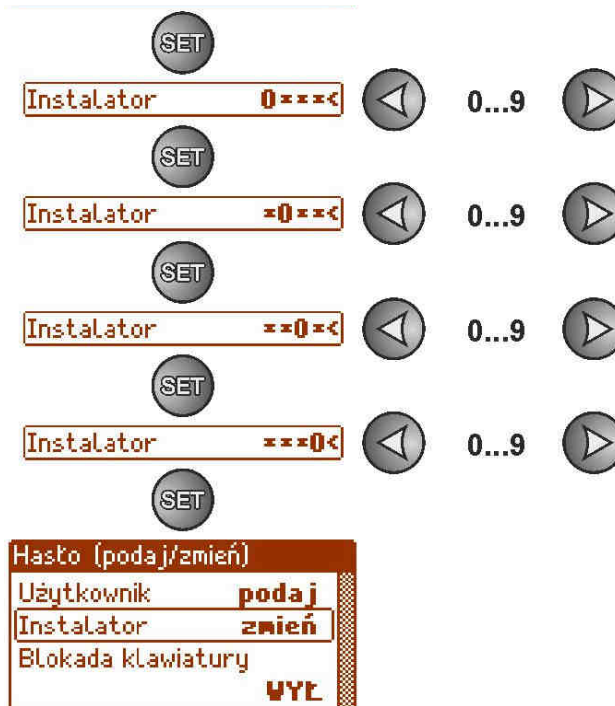 SET
Instalator 0***<
0...9
SET
Instalator *0**<
0...9
SET
Instalator **0*<
0...9
SET
Instalator ***0<
0...9
SET
Hasło (podaj/zmień)
Użytkownik podaj
Instalator zmień
Blokada klawiatury
WYŁ